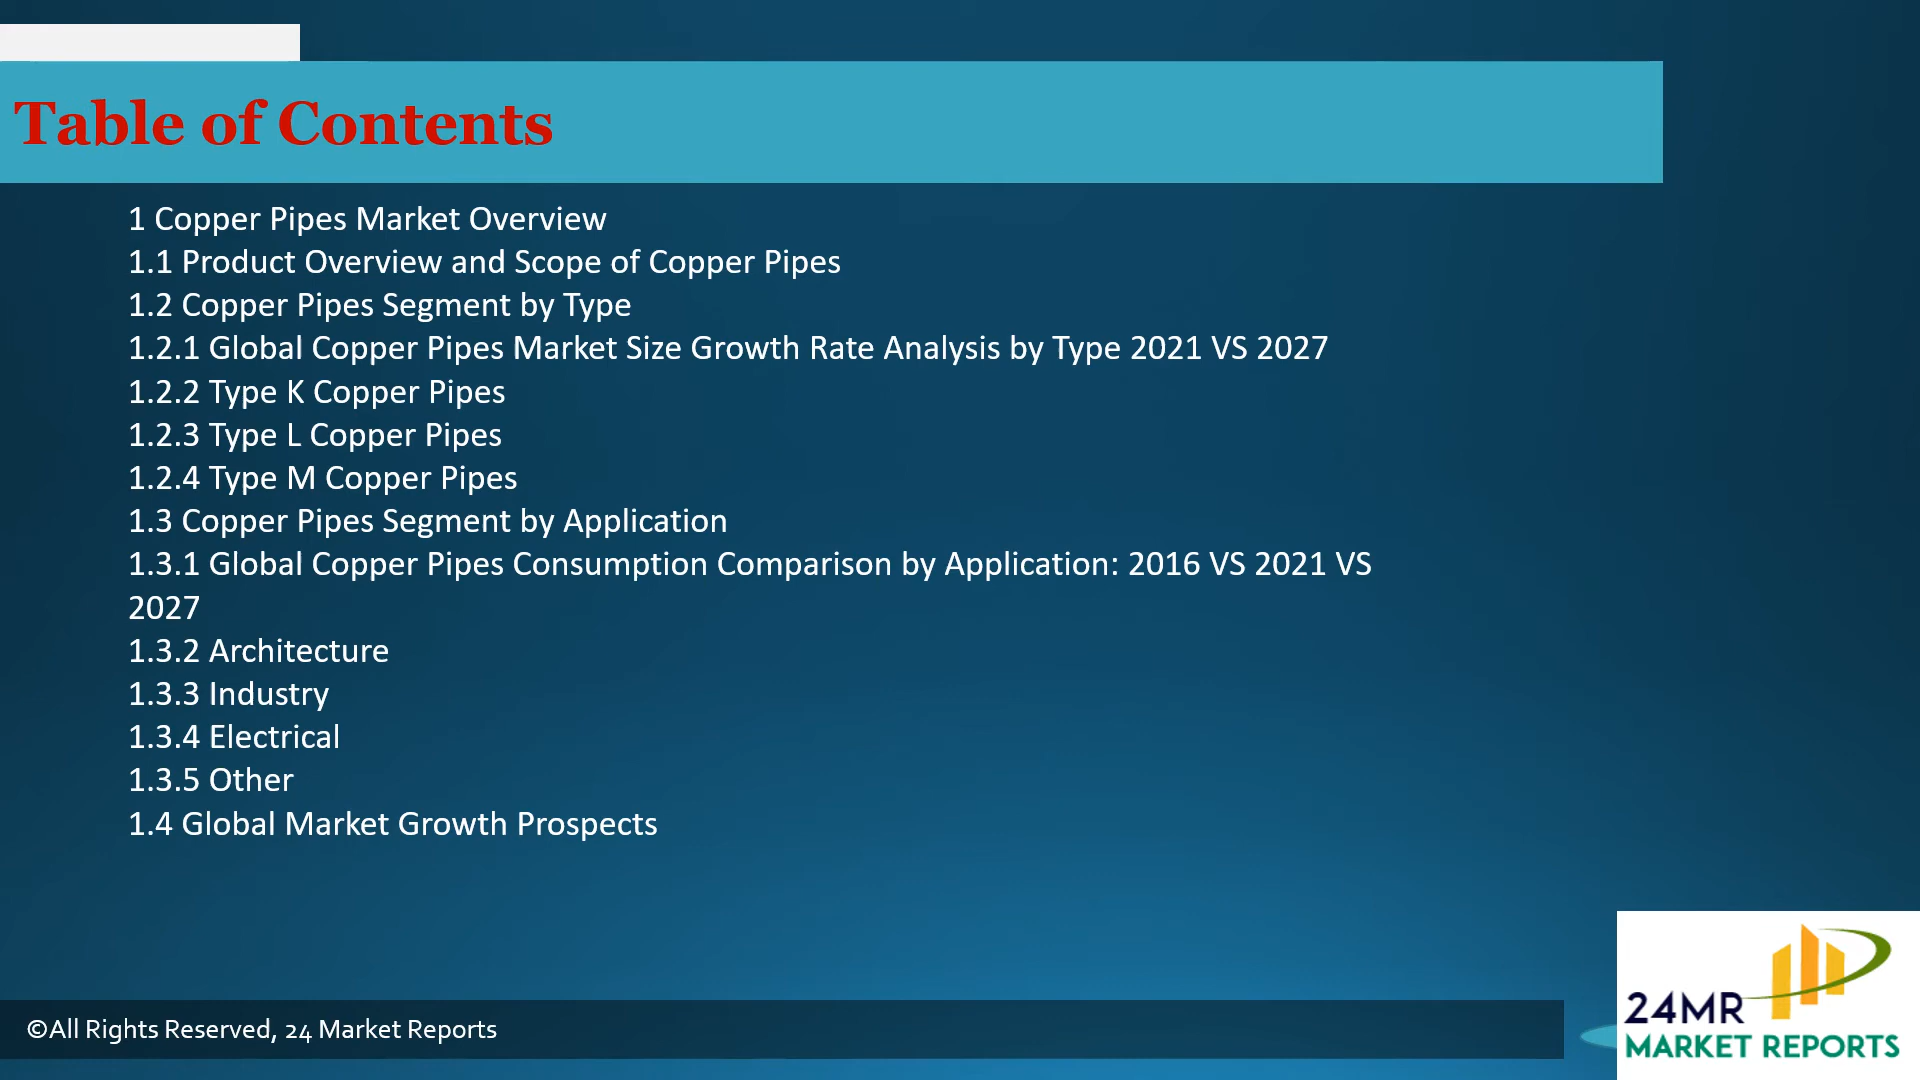 Table of Contents
1 Copper Pipes Market Overview
1.1 Product Overview and Scope of Copper Pipes
1.2 Copper Pipes Segment by Type
1.2.1 Global Copper Pipes Market Size Growth Rate Analysis by Type 2021 VS 2027
1.2.2 Type K Copper Pipes
1.2.3 Type L Copper Pipes
1.2.4 Type M Copper Pipes
1.3 Copper Pipes Segment by Application
1.3.1 Global Copper Pipes Consumption Comparison by Application: 2016 VS 2021 VS
2027
1.3.2 Architecture
1.3.3 Industry
1.3.4 Electrical
1.3.5 Other
1.4 Global Market Growth Prospects
©All Rights Reserved, 24 Market Reports
24MR
MARKET REPORTS